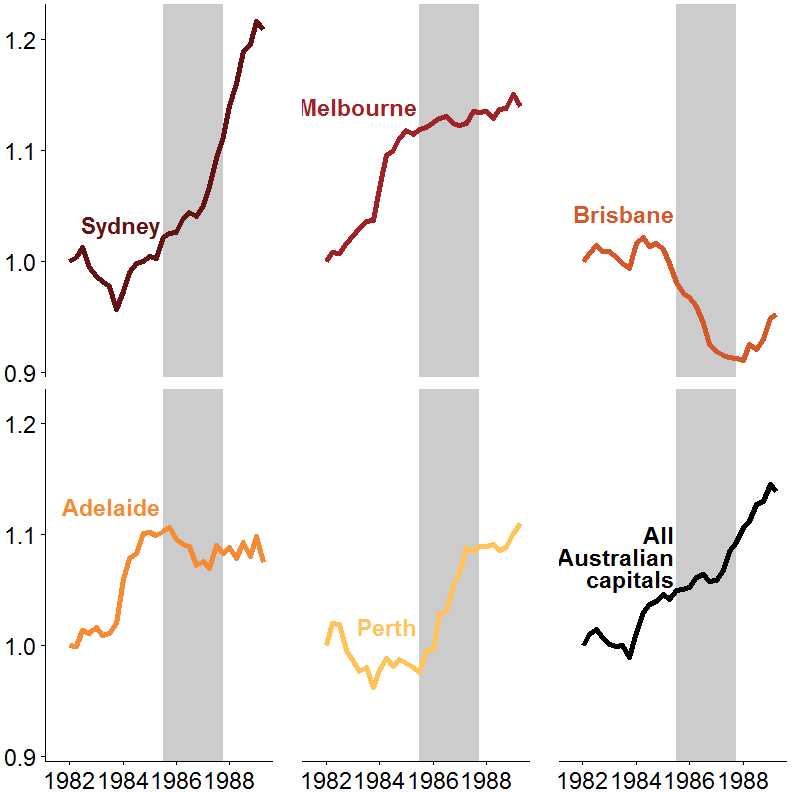 1.2
1.1
1.0
0.9
Sydney
Melbourne
Brisbane
1.2
1.1
1.0
0.9
Adelaide
Perth
All
Australian
capitals
1982 1984 1986 1988
1982 1984 1986 1988
1982 1984 1986 1988